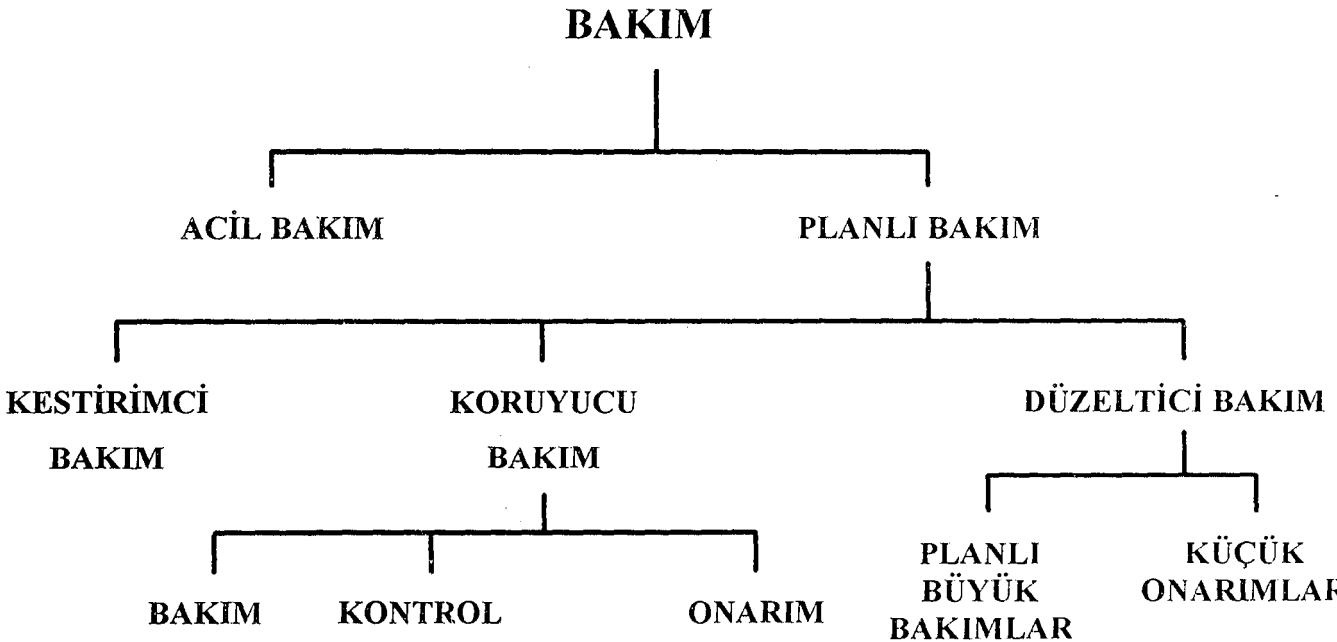 BAKIM
ACİL BAKIM
PLANLI BAKIM
KESTİRİMCİ
BAKIM
KORUYUCU
BAKIM
DÜZELTİCİ BAKIM
BAKIM
KONTROL
ONARIM
PLANLI
BÜYÜK
BAKIMLAR
KÜÇÜK
ONARIMLAR